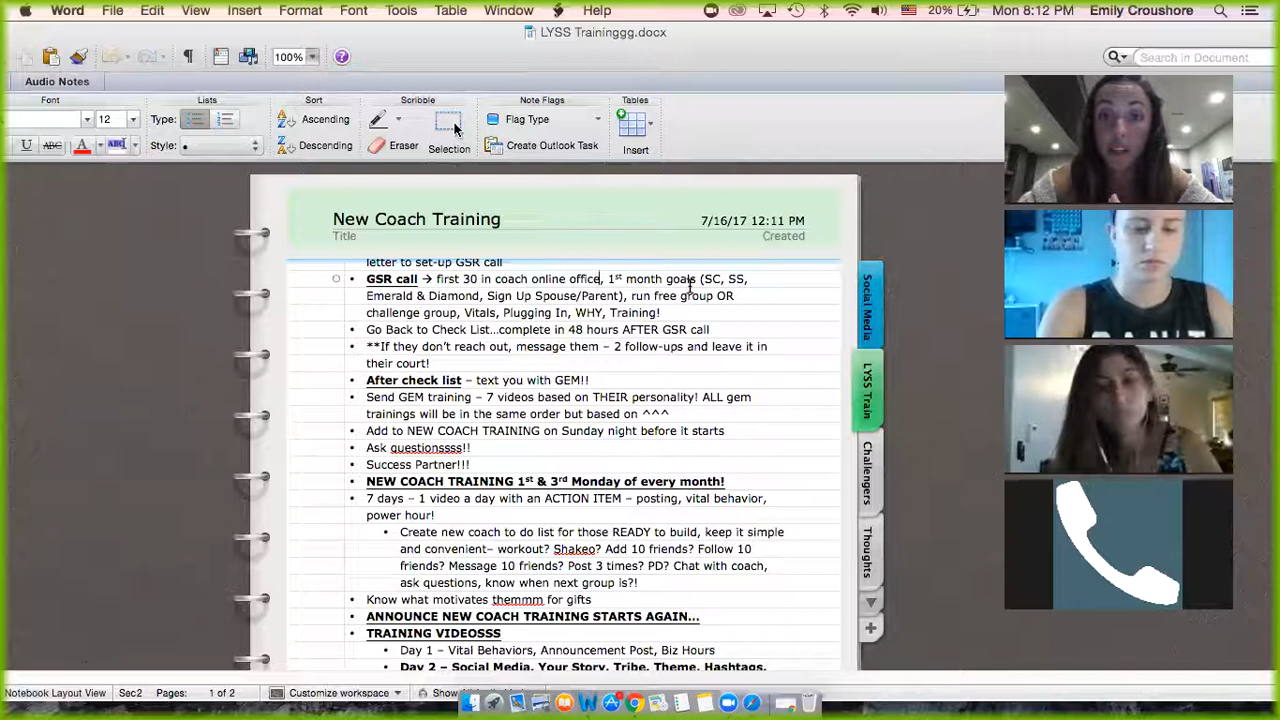 Word File Edit View Insert Format Font Tools Table Window Help 20% Mon 8:12 PM Emily Croushore
LYSS Traininggg.docx
100% Search in Document
Audio Notes
Font Lists Sort Scribble Note Flags Tables
12 Type: Ascending Flag Type
U ABC A ABC Style: • Descending Eraser Selection Create Outlook Task Insert
New Coach Training 7/16/17 12:11 PM
Title Created
letter to set-up GSR call
• GSR call → first 30 in coach online office, 1st month goals (SC, SS,
Emerald & Diamond, Sign Up Spouse/Parent), run free group OR
challenge group, Vitals, Plugging In, WHY, Training!
• Go Back to Check List…complete in 48 hours AFTER GSR call
• **If they don't reach out, message them – 2 follow-ups and leave it in
their court!
• After check list – text you with GEM!!
• Send GEM training – 7 videos based on THEIR personality! ALL gem
trainings will be in the same order but based on ^^^
• Add to NEW COACH TRAINING on Sunday night before it starts
• Ask questionssss!!
• Success Partner!!!
• NEW COACH TRAINING 1st & 3rd Monday of every month!
• 7 days – 1 video a day with an ACTION ITEM – posting, vital behavior,
power hour!
• Create new coach to do list for those READY to build, keep it simple
and convenient– workout? Shakeo? Add 10 friends? Follow 10
friends? Message 10 friends? Post 3 times? PD? Chat with coach,
ask questions, know when next group is?!
• Know what motivates themmm for gifts
• ANNOUNCE NEW COACH TRAINING STARTS AGAIN…
• TRAINING VIDEOSSS
• Day 1 – Vital Behaviors, Announcement Post, Biz Hours
• Day 2 – Social Media, Your Story, Tribe, Theme, Hashtags,
Social Media
LYSS Train
Challengers
Thoughts
Notebook Layout View Sec2 Pages: 1 of 2 Customize workspace Show